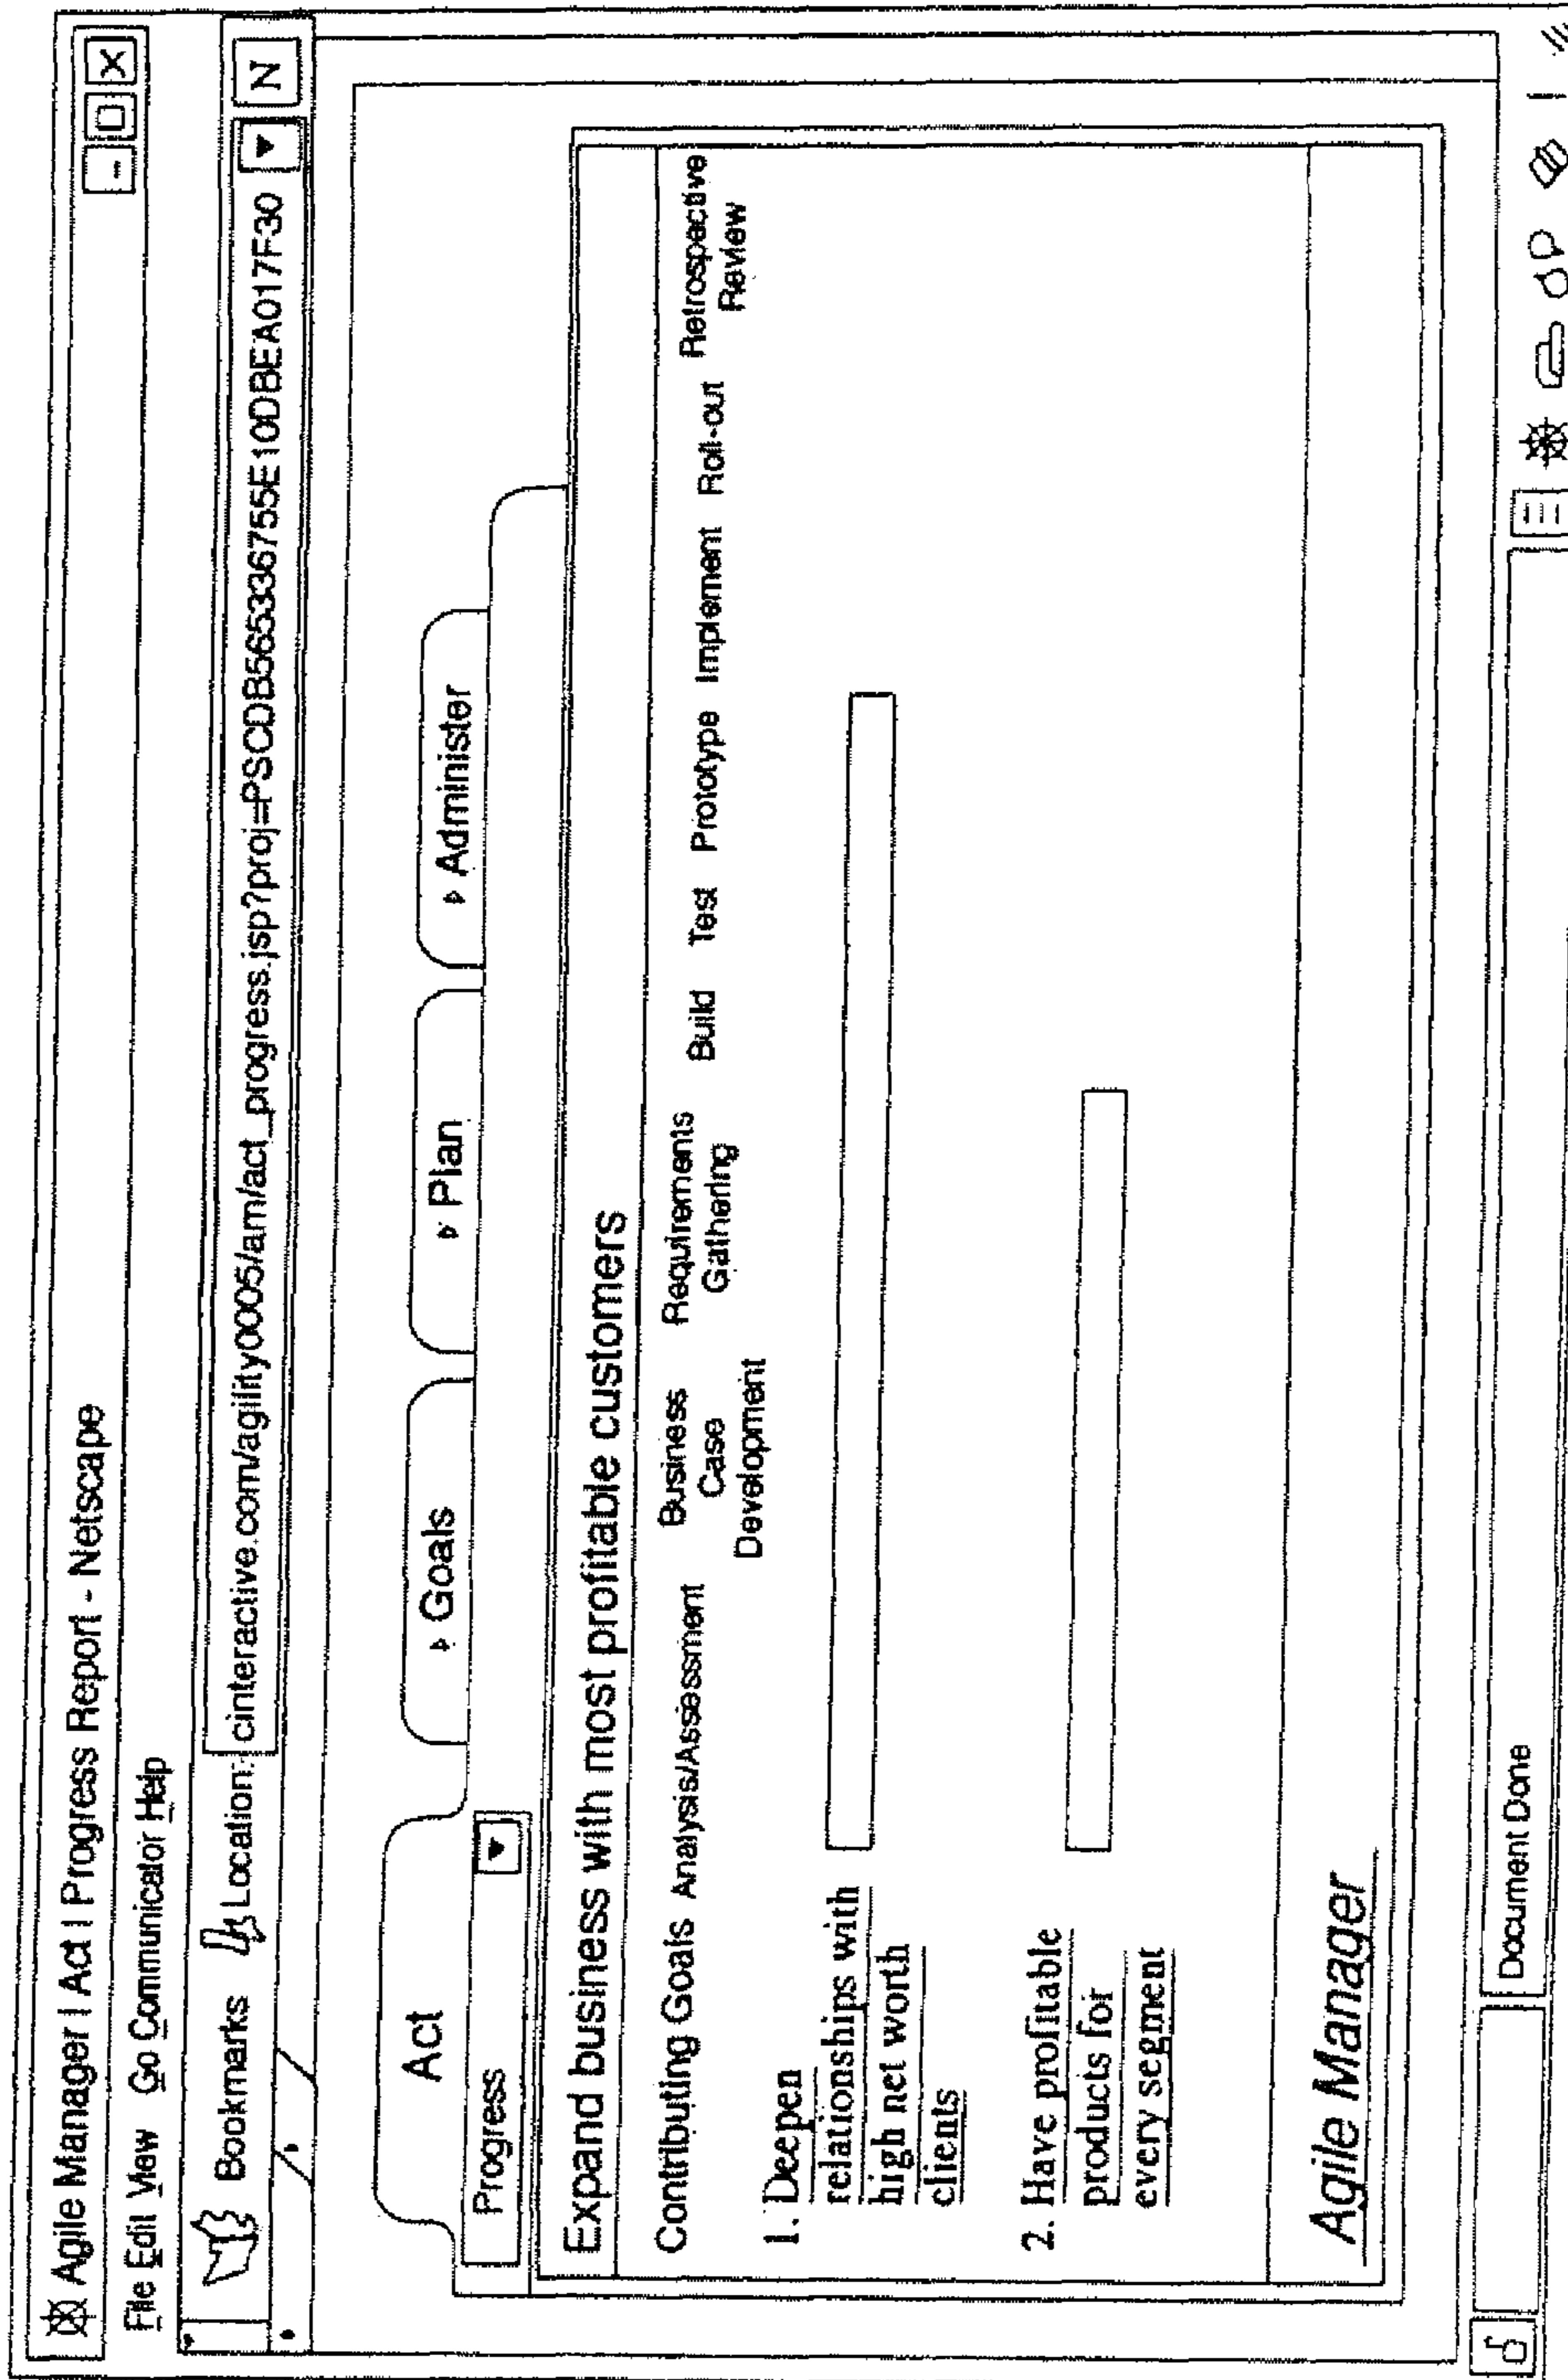 Agile Manager | Act | Progress Report - Netscape
File Edit View Go Communicator Help
Bookmarks Location: cinteractive.com/agility0005/am/act_progress.jsp?proj=PSCDB56533675​5E10DBEA017F30 N
Act Goals Plan Administer
Progress
Expand business with most profitable customers
Contributing Goals Analysis/Assessment Business Requirements Build Test Prototype Implement Roll-out Retrospective
Case Gathering Review
Development
1. Deepen
relationships with
high net worth
clients
2. Have profitable
products for
every segment
Agile Manager
Document Done